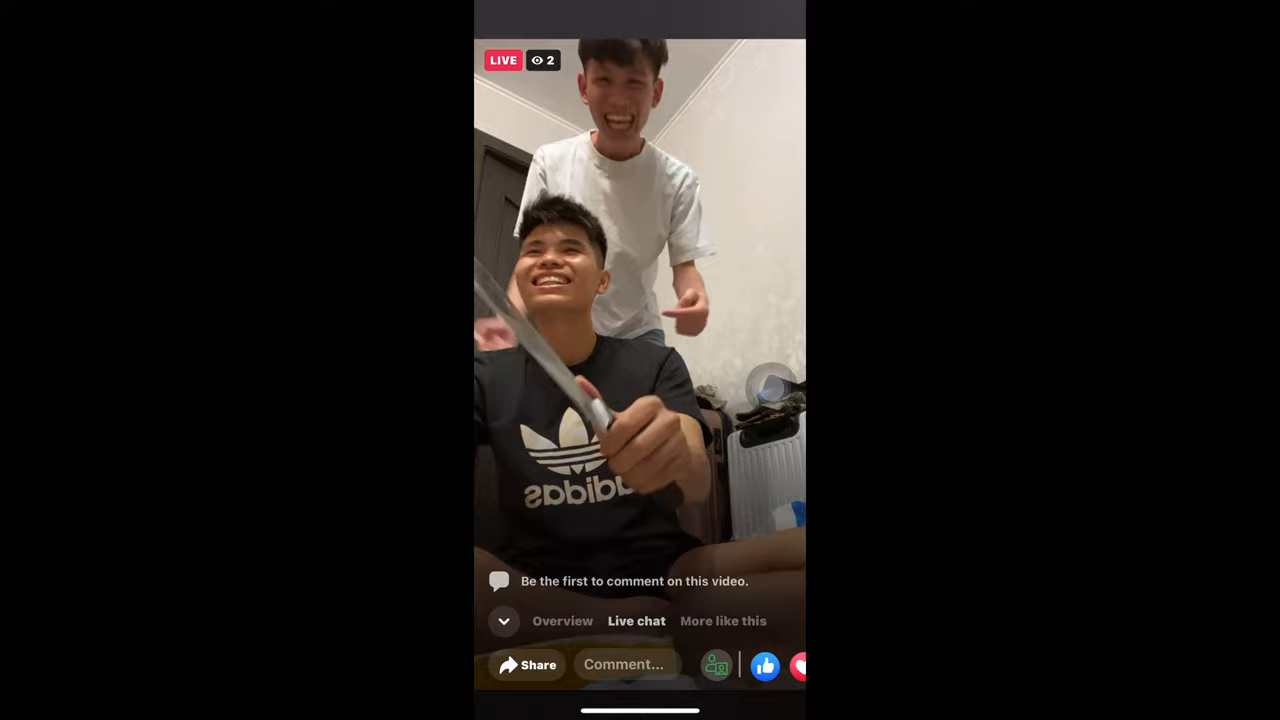 LIVE 2
adidas
Be the first to comment on this video.
Overview Live chat More like this
Share Comment...